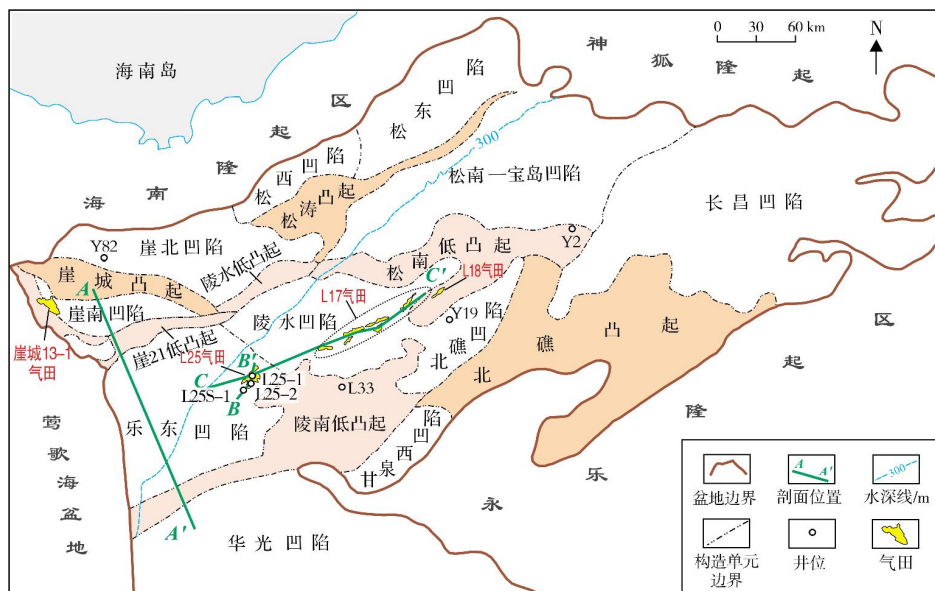 0 30 60 km
N
海南岛
神狐隆起
海南隆起区
松东凹陷
松西凹陷
松涛凸起
300
松南—宝岛凹陷
长昌凹陷
Y82
崖北凹陷
陵水低凸起
松南低凸起
Y2
崖城凸起
A
C'
L18气田
L17气田
崖南凹陷
陵水凹陷
Y19
崖城13-1
气田
崖21低凸起
L25气田
B'
L25-1
C
L25S-1
L25-2
B
L33
北礁凹陷
北礁凸起
乐东凹陷
陵南低凸起
甘泉西凹陷
莺歌海盆地
A'
华光凹陷
永乐隆起区
A A'
300
盆地边界
剖面位置
水深线/m
构造单元
边界
井位
气田